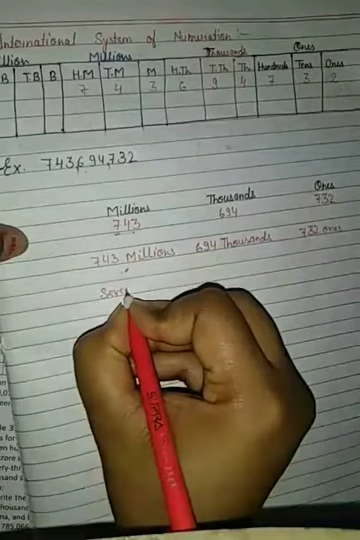 International System of Numeration :-
llion Millions Thousands Ones
B T.B B H.M T.M M H.Th T.Th Th Hundreds Tens Ones
7 4 3 6 9 4 7 3 2
Ex. 743,694,732
Millions Thousands Ones
743 694 732
743 Millions 694 Thousands 732 ones
Seve